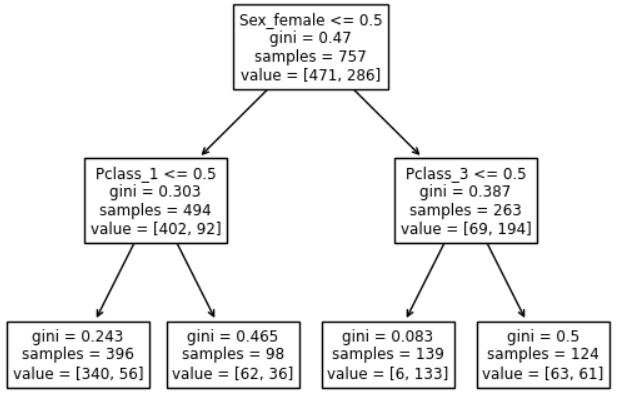 Sex_female <= 0.5
gini = 0.47
samples = 757
value = [471, 286]
Pclass_1 <= 0.5
gini = 0.303
samples = 494
value = [402, 92]
Pclass_3 <= 0.5
gini = 0.387
samples = 263
value = [69, 194]
gini = 0.243
samples = 396
value = [340, 56]
gini = 0.465
samples = 98
value = [62, 36]
gini = 0.083
samples = 139
value = [6, 133]
gini = 0.5
samples = 124
value = [63, 61]